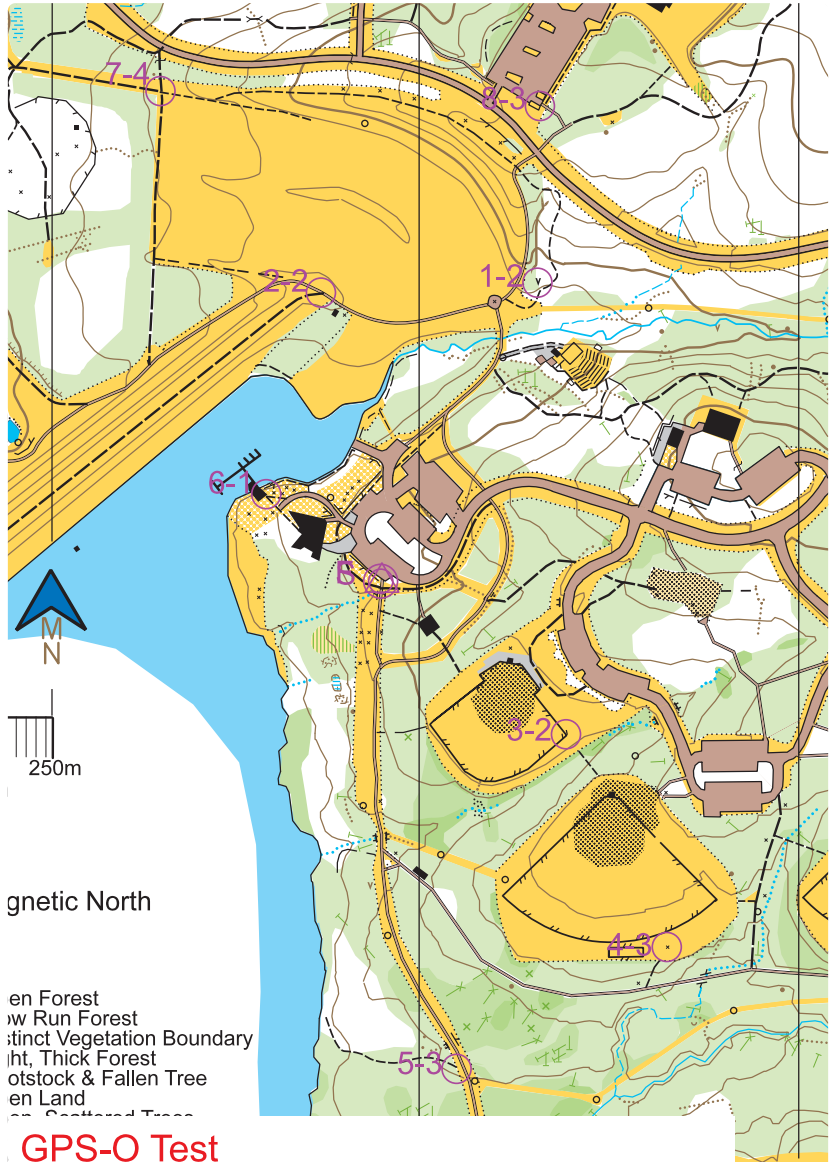 7-4
8-3
1-2
2-2
6-1
M
N
3-2
250m
4-3
gnetic North
en Forest
ow Run Forest
stinct Vegetation Boundary
ght, Thick Forest
ootstock & Fallen Tree
en Land
5-3
GPS-O Test